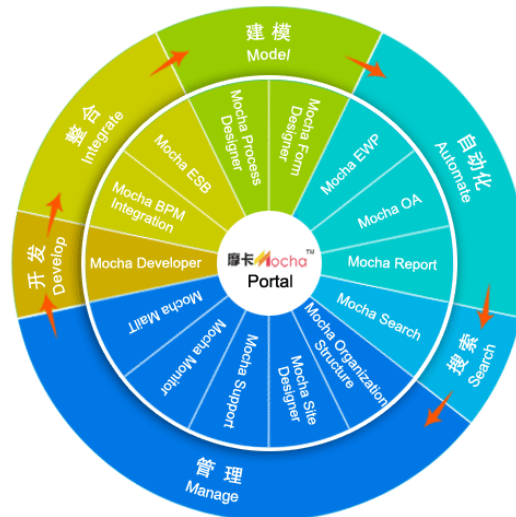 建模
Model
自动化
Automate
搜索
Search
管理
Manage
开发
Develop
整合
Integrate
Mocha Process
Designer
Mocha Form
Designer
Mocha EWP
Mocha OA
Mocha Report
Mocha Search
Mocha Organization
Structure
Mocha Site
Designer
Mocha Support
Mocha Monitor
Mocha MailT
Mocha Developer
Mocha BPM
Integration
Mocha ESB
摩卡Mocha™
Portal